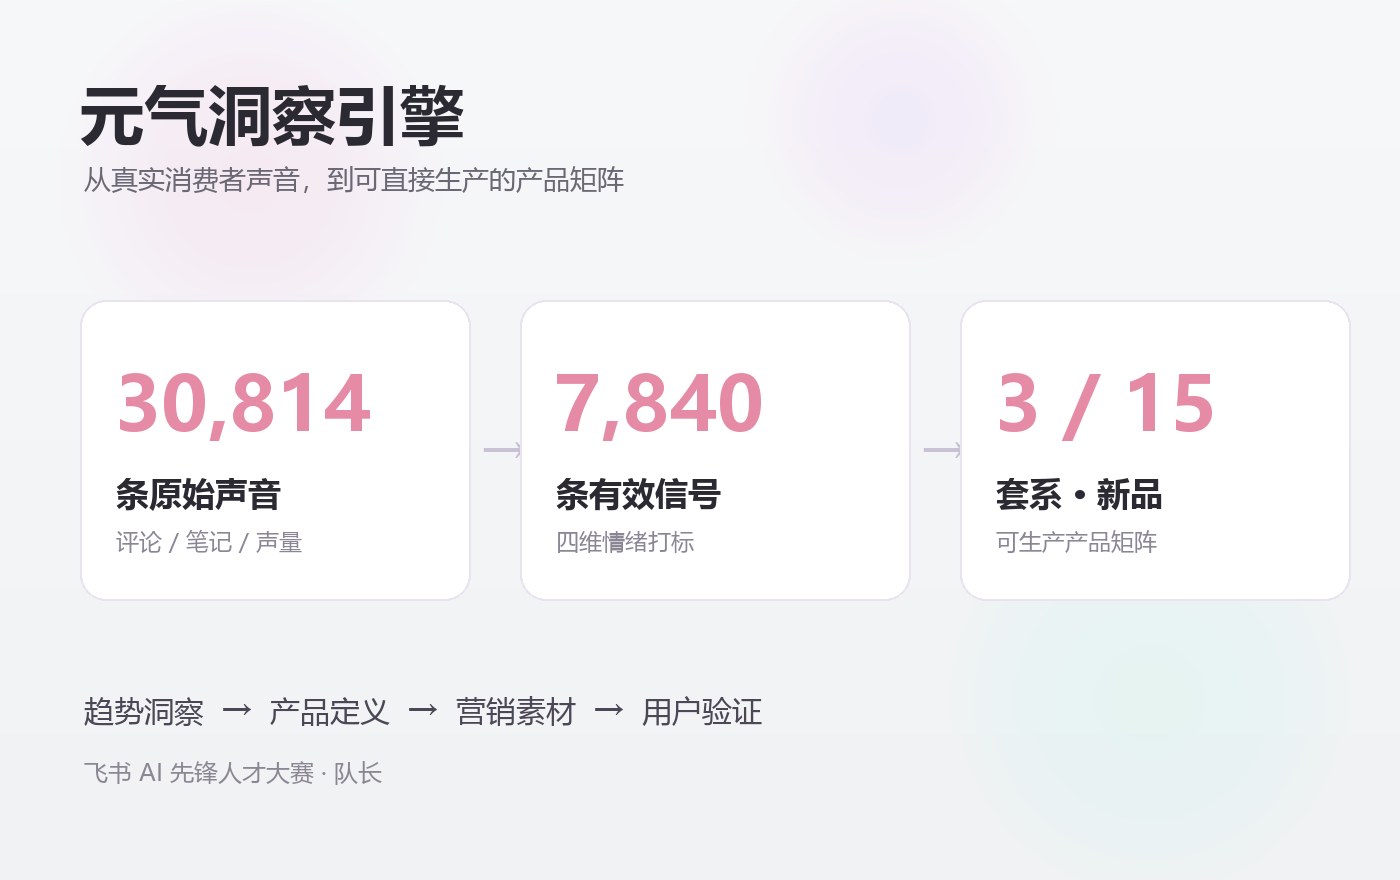 元气洞察引擎
从真实消费者声音，到可直接生产的产品矩阵
30,814
条原始声音
评论 / 笔记 / 声量
7,840
条有效信号
四维情绪打标
3 / 15
套系 • 新品
可生产产品矩阵
趋势洞察 → 产品定义 → 营销素材 → 用户验证
飞书 AI 先锋人才大赛 · 队长